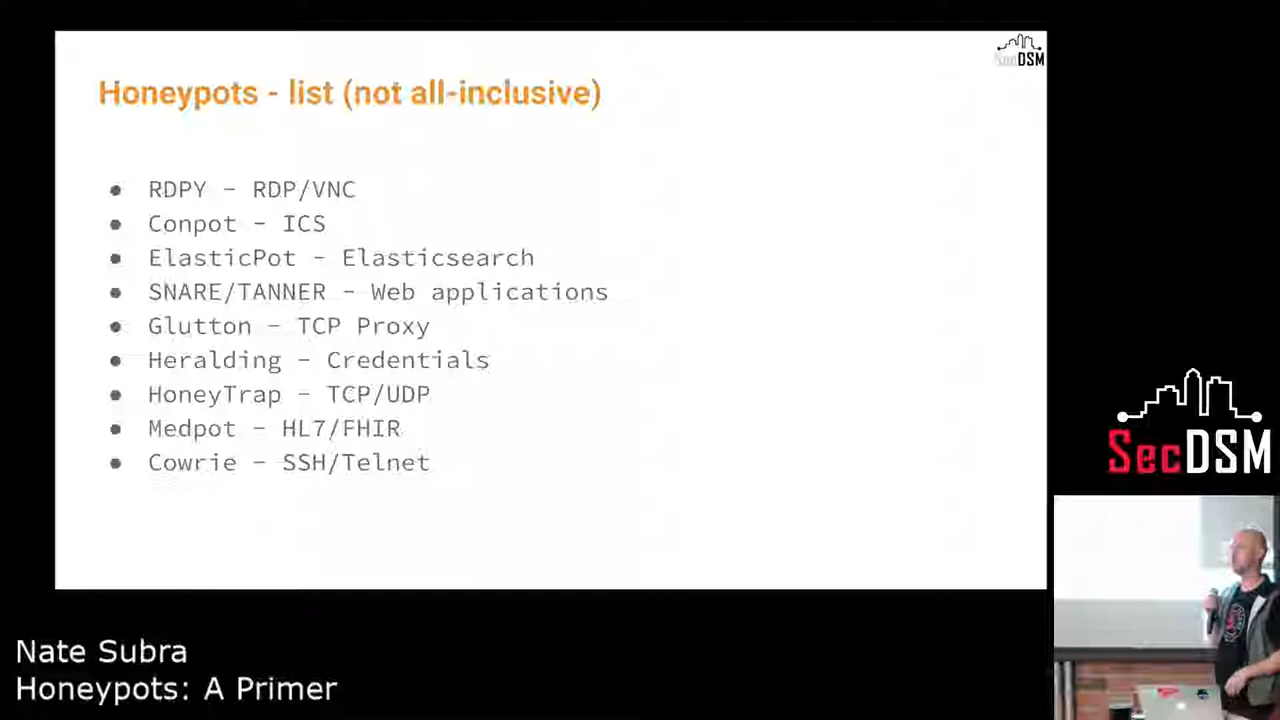 SecDSM
Honeypots - list (not all-inclusive)
● RDPY - RDP/VNC
● Conpot - ICS
● ElasticPot - Elasticsearch
● SNARE/TANNER - Web applications
● Glutton - TCP Proxy
● Heralding - Credentials
● HoneyTrap - TCP/UDP
● Medpot - HL7/FHIR
● Cowrie - SSH/Telnet
SecDSM
Nate Subra
Honeypots: A Primer